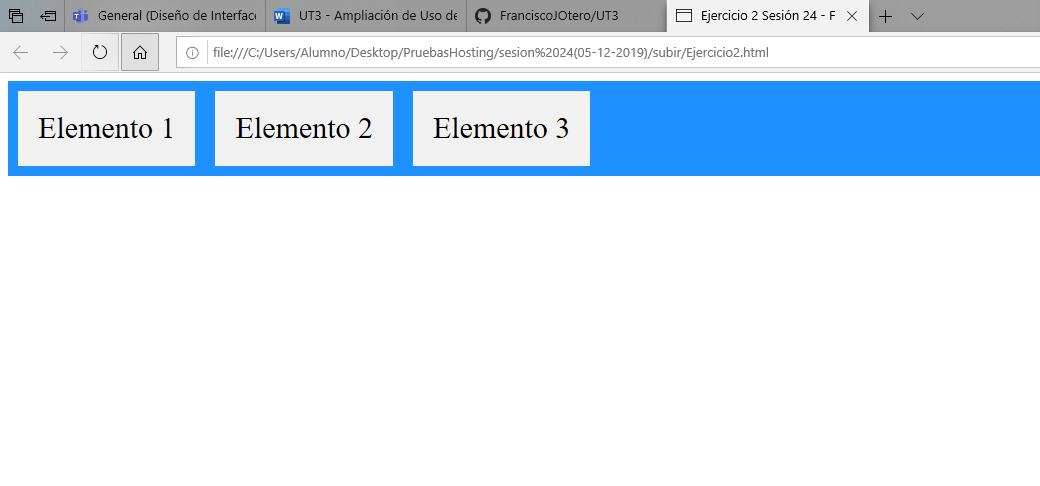 General (Diseño de Interfac
UT3 - Ampliación de Uso de
FranciscoJOtero/UT3
Ejercicio 2 Sesión 24 - F
file:///C:/Users/Alumno/Desktop/PruebasHosting/sesion%2024(05-12-2019)/subir/Ejercicio2.html
Elemento 1 Elemento 2 Elemento 3